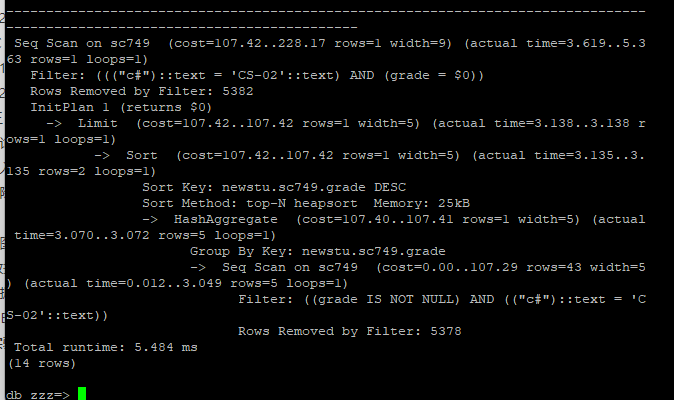 --------------------------------------------------------------------------------
--------------------------------------------
 Seq Scan on sc749  (cost=107.42..228.17 rows=1 width=9) (actual time=3.619..5.3
63 rows=1 loops=1)
   Filter: ((("c#")::text = 'CS-02'::text) AND (grade = $0))
   Rows Removed by Filter: 5382
   InitPlan 1 (returns $0)
     ->  Limit  (cost=107.42..107.42 rows=1 width=5) (actual time=3.138..3.138 r
ows=1 loops=1)
           ->  Sort  (cost=107.42..107.42 rows=1 width=5) (actual time=3.135..3.
135 rows=2 loops=1)
                 Sort Key: newstu.sc749.grade DESC
                 Sort Method: top-N heapsort  Memory: 25kB
                 ->  HashAggregate  (cost=107.40..107.41 rows=1 width=5) (actual
 time=3.070..3.072 rows=5 loops=1)
                       Group By Key: newstu.sc749.grade
                       ->  Seq Scan on sc749  (cost=0.00..107.29 rows=43 width=5
) (actual time=0.012..3.049 rows=5 loops=1)
                             Filter: ((grade IS NOT NULL) AND (("c#")::text = 'C
S-02'::text))
                             Rows Removed by Filter: 5378
 Total runtime: 5.484 ms
(14 rows)
db_zzz=>